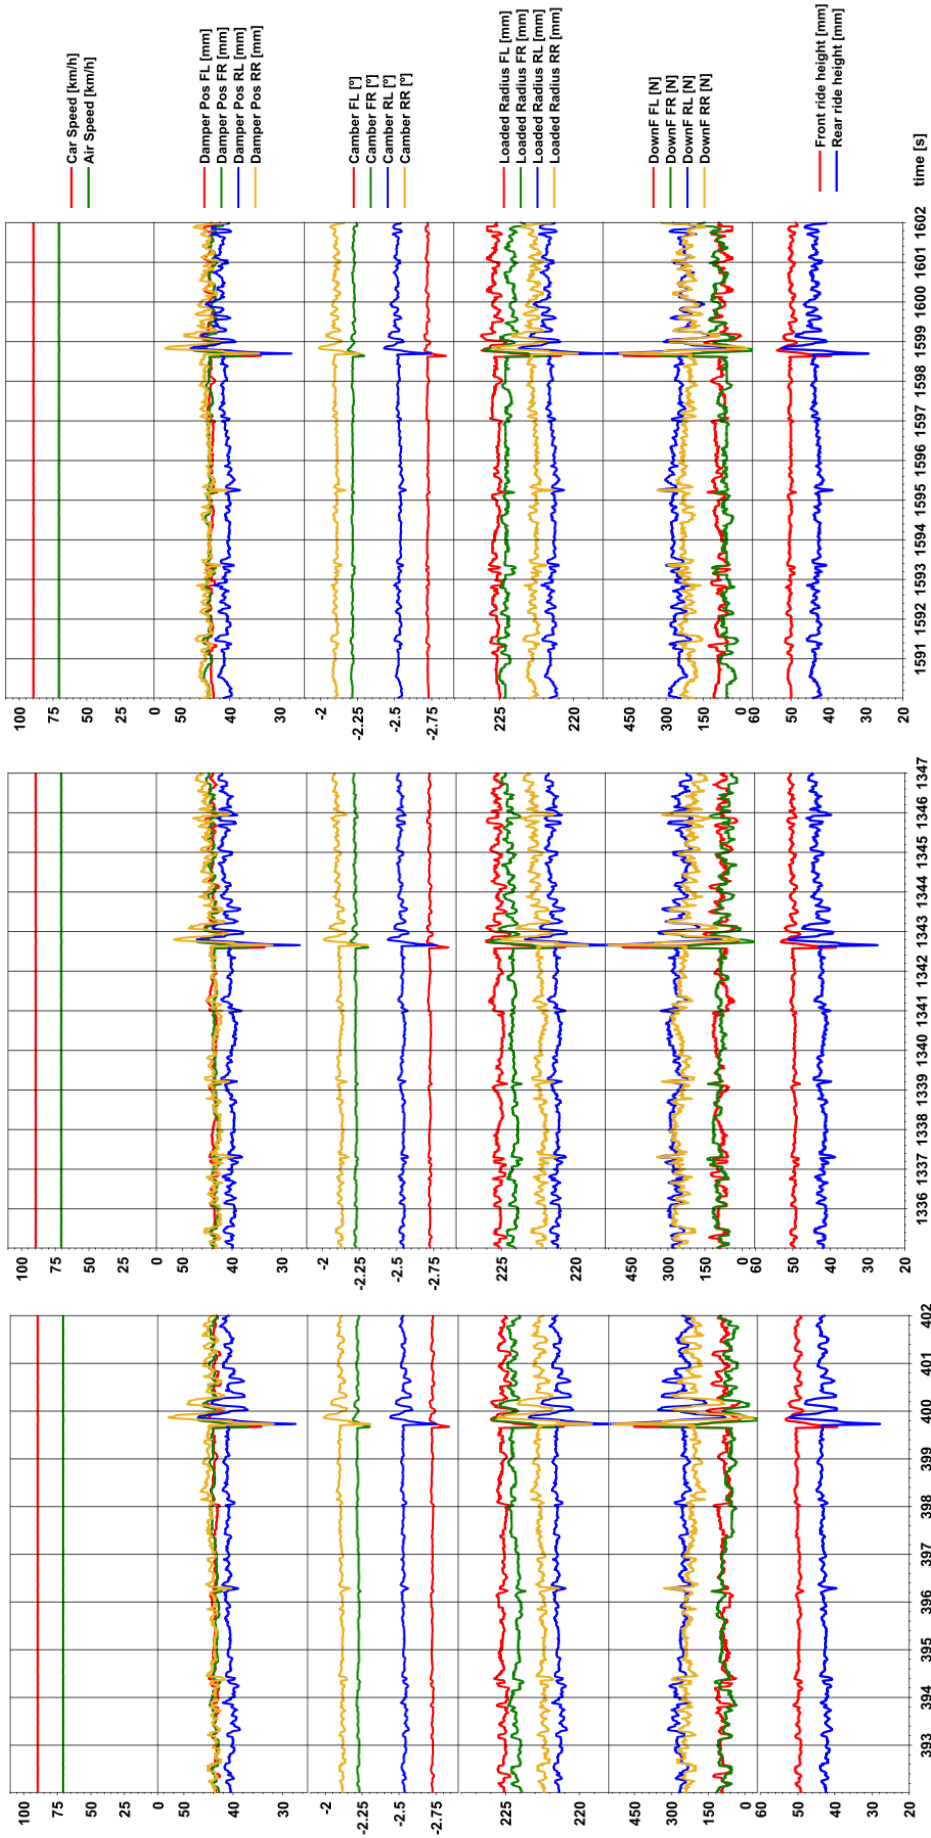 100
75
50
25
0
40
30
-2
-2.25
-2.5
-2.75
225
220
450
300
150
0
60
50
40
30
20
393 394 395 396 397 398 399 400 401 402
100
75
50
25
0
40
30
-2
-2.25
-2.5
-2.75
225
220
450
300
150
0
60
50
40
30
20
1336 1337 1338 1339 1340 1341 1342 1343 1344 1345 1346 1347
100
75
50
25
0
40
30
-2
-2.25
-2.5
-2.75
225
220
450
300
150
0
60
50
40
30
20
1591 1592 1593 1594 1595 1596 1597 1598 1599 1600 1601 1602
time [s]
Car Speed [km/h]
Air Speed [km/h]
Damper Pos FL [mm]
Damper Pos FR [mm]
Damper Pos RL [mm]
Damper Pos RR [mm]
Camber FL [º]
Camber FR [º]
Camber RL [º]
Camber RR [º]
Loaded Radius FL [mm]
Loaded Radius FR [mm]
Loaded Radius RL [mm]
Loaded Radius RR [mm]
DownF FL [N]
DownF FR [N]
DownF RL [N]
DownF RR [N]
Front ride height [mm]
Rear ride height [mm]